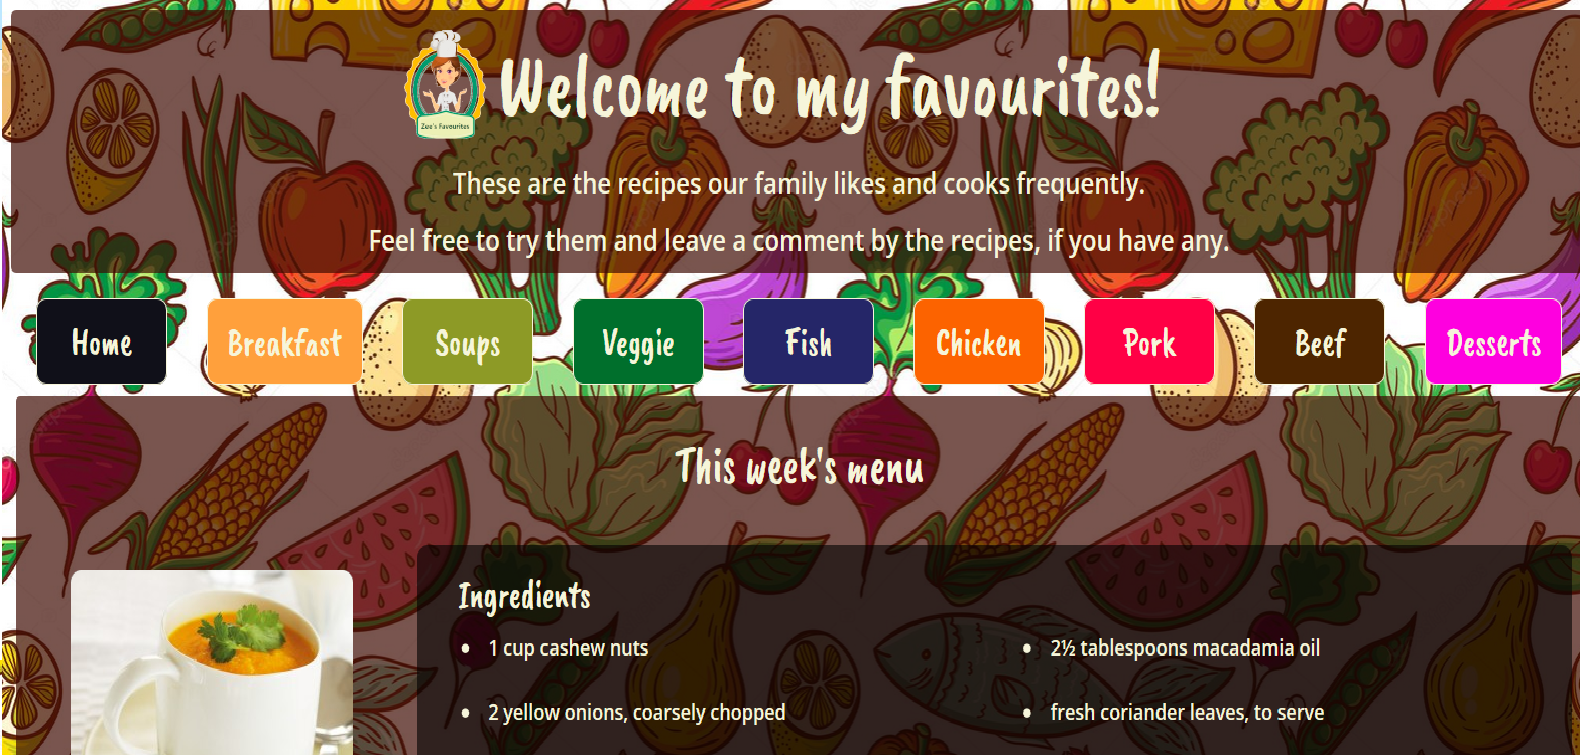 Welcome to my favourites!
Zize's Favourites
These are the recipes our family likes and cooks frequently.
Feel free to try them and leave a comment by the recipes, if you have any.
Home Breakfast Soups Veggie Fish Chicken Pork Beef Desserts
This week's menu
Ingredients
• 1 cup cashew nuts
• 2½ tablespoons macadamia oil
• 2 yellow onions, coarsely chopped
• fresh coriander leaves, to serve